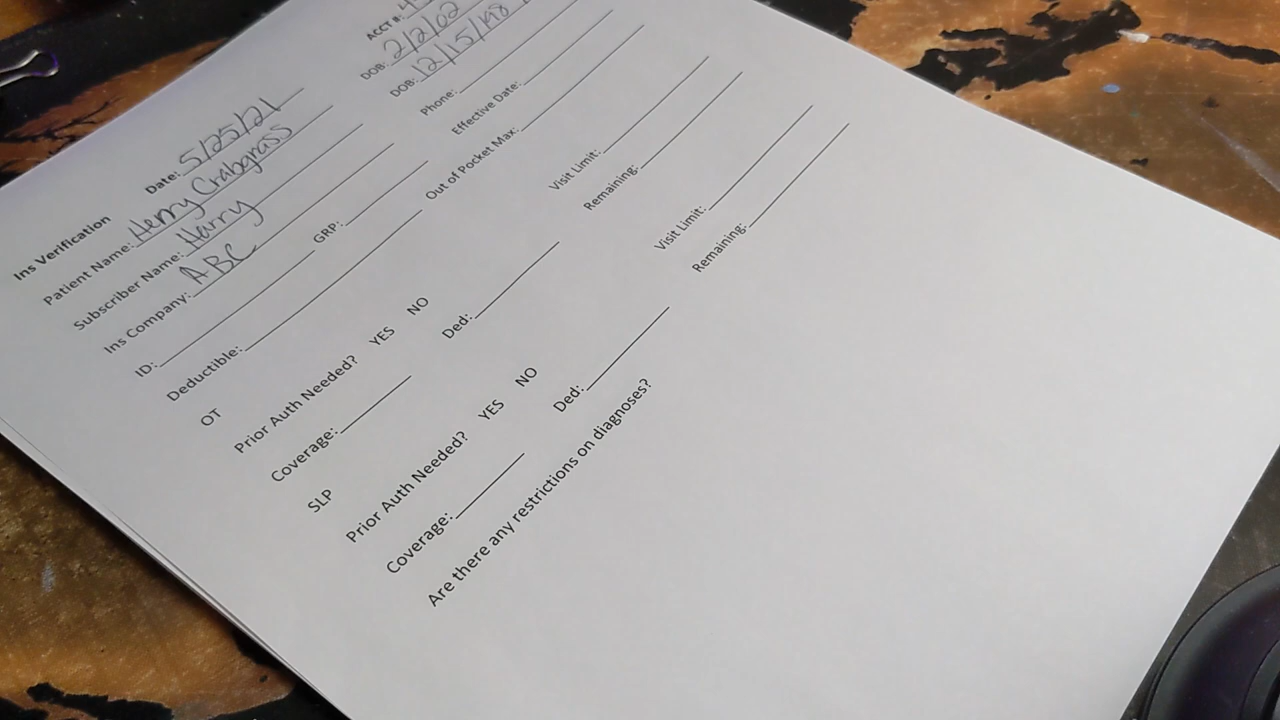 Date: 5/25/21 ACCT #:
Ins Verification
Patient Name: Henry Crabgrass DOB: 2/2/02
Subscriber Name: Harry DOB: 12/15/198
Ins Company: ABC Phone:
ID: GRP: Effective Date:
Deductible: Out of Pocket Max:
OT
Prior Auth Needed? YES NO Visit Limit:
Coverage: Ded: Remaining:
SLP
Prior Auth Needed? YES NO Visit Limit:
Coverage: Ded: Remaining:
Are there any restrictions on diagnoses?